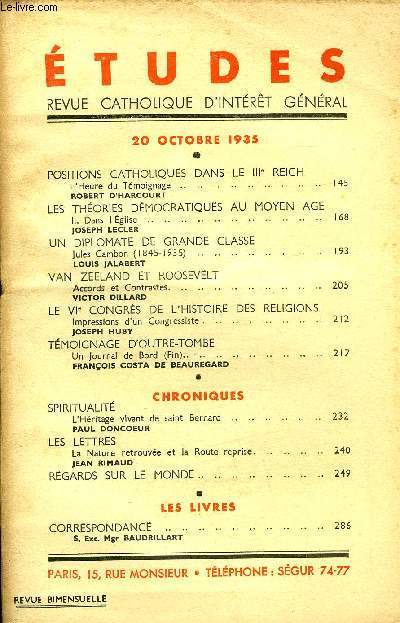 Le-Livre.com
ÉTUDES
REVUE CATHOLIQUE D'INTÉRÊT GÉNÉRAL
20 OCTOBRE 1935
POSITIONS CATHOLIQUES DANS LE IIIe REICH
L'Heure du Témoignage .. .. .. .. .. .. .. .. .. 145
ROBERT D'HARCOURT
LES THÉORIES DÉMOCRATIQUES AU MOYEN AGE
I.. Dans l'Église .. .. .. .. .. .. .. .. .. .. 168
JOSEPH LECLER
UN DIPLOMATE DE GRANDE CLASSE
Jules Cambon (1845-1935) .. .. .. .. .. .. .. .. 193
LOUIS JALABERT
VAN ZEELAND ET ROOSEVELT
Accords et Contrastes.. .. .. .. .. .. .. .. .. 205
VICTOR DILLARD
LE VIe CONGRÈS DE L'HISTOIRE DES RELIGIONS
Impressions d'un Congressiste .. .. .. .. .. .. .. 212
JOSEPH HUBY
TÉMOIGNAGE D'OUTRE-TOMBE
Un Journal de Bord (Fin).. .. .. .. .. .. .. .. 217
FRANÇOIS COSTA DE BEAUREGARD
CHRONIQUES
SPIRITUALITÉ
L'Héritage vivant de saint Bernard .. .. .. .. .. 232
PAUL DONCOEUR
LES LETTRES
La Nature retrouvée et la Route reprise.. .. .. .. 240
JEAN RIMAUD
REGARDS SUR LE MONDE.. .. .. .. .. .. .. .. 249
LES LIVRES
CORRESPONDANCE .. .. .. .. .. .. .. .. .. .. 286
S. Exc. Mgr BAUDRILLART
PARIS, 15, RUE MONSIEUR • TÉLÉPHONE : SÉGUR 74-77
REVUE BIMENSUELLE